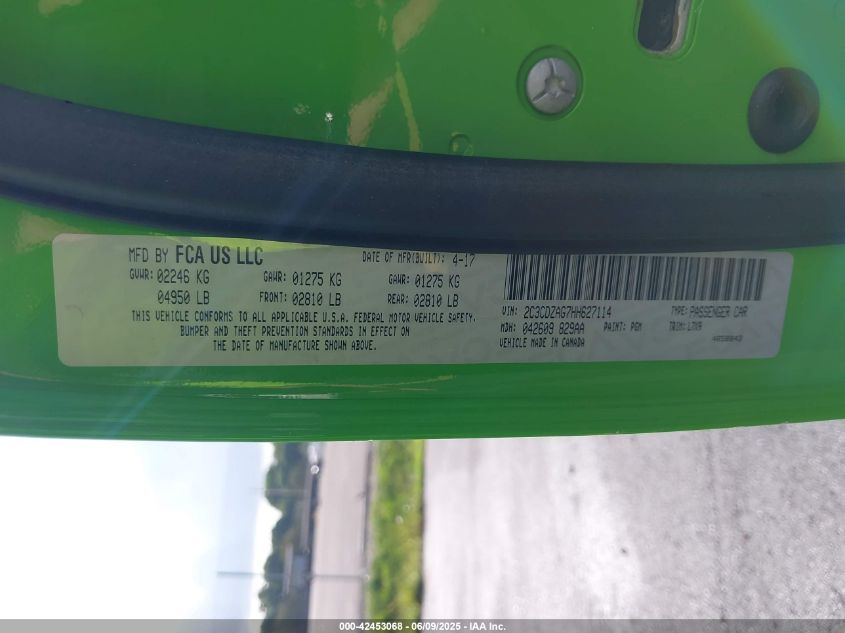 MFD BY FCA US LLC DATE OF MFR(BUILT): 4-17
GVWR: 02246 KG GAWR: 01275 KG GAWR: 01275 KG
04950 LB FRONT: 02810 LB REAR: 02810 LB
THIS VEHICLE CONFORMS TO ALL APPLICABLE U.S.A. FEDERAL MOTOR VEHICLE SAFETY,
BUMPER AND THEFT PREVENTION STANDARDS IN EFFECT ON
THE DATE OF MANUFACTURE SHOWN ABOVE.
VIN: 2C3CDZAG7HH627114 TYPE: PASSENGER CAR
MDH: 042609 829AA PAINT: PGM TRIM: L7X9
VEHICLE MADE IN CANADA
000-42453068 - 06/09/2025 - IAA Inc.